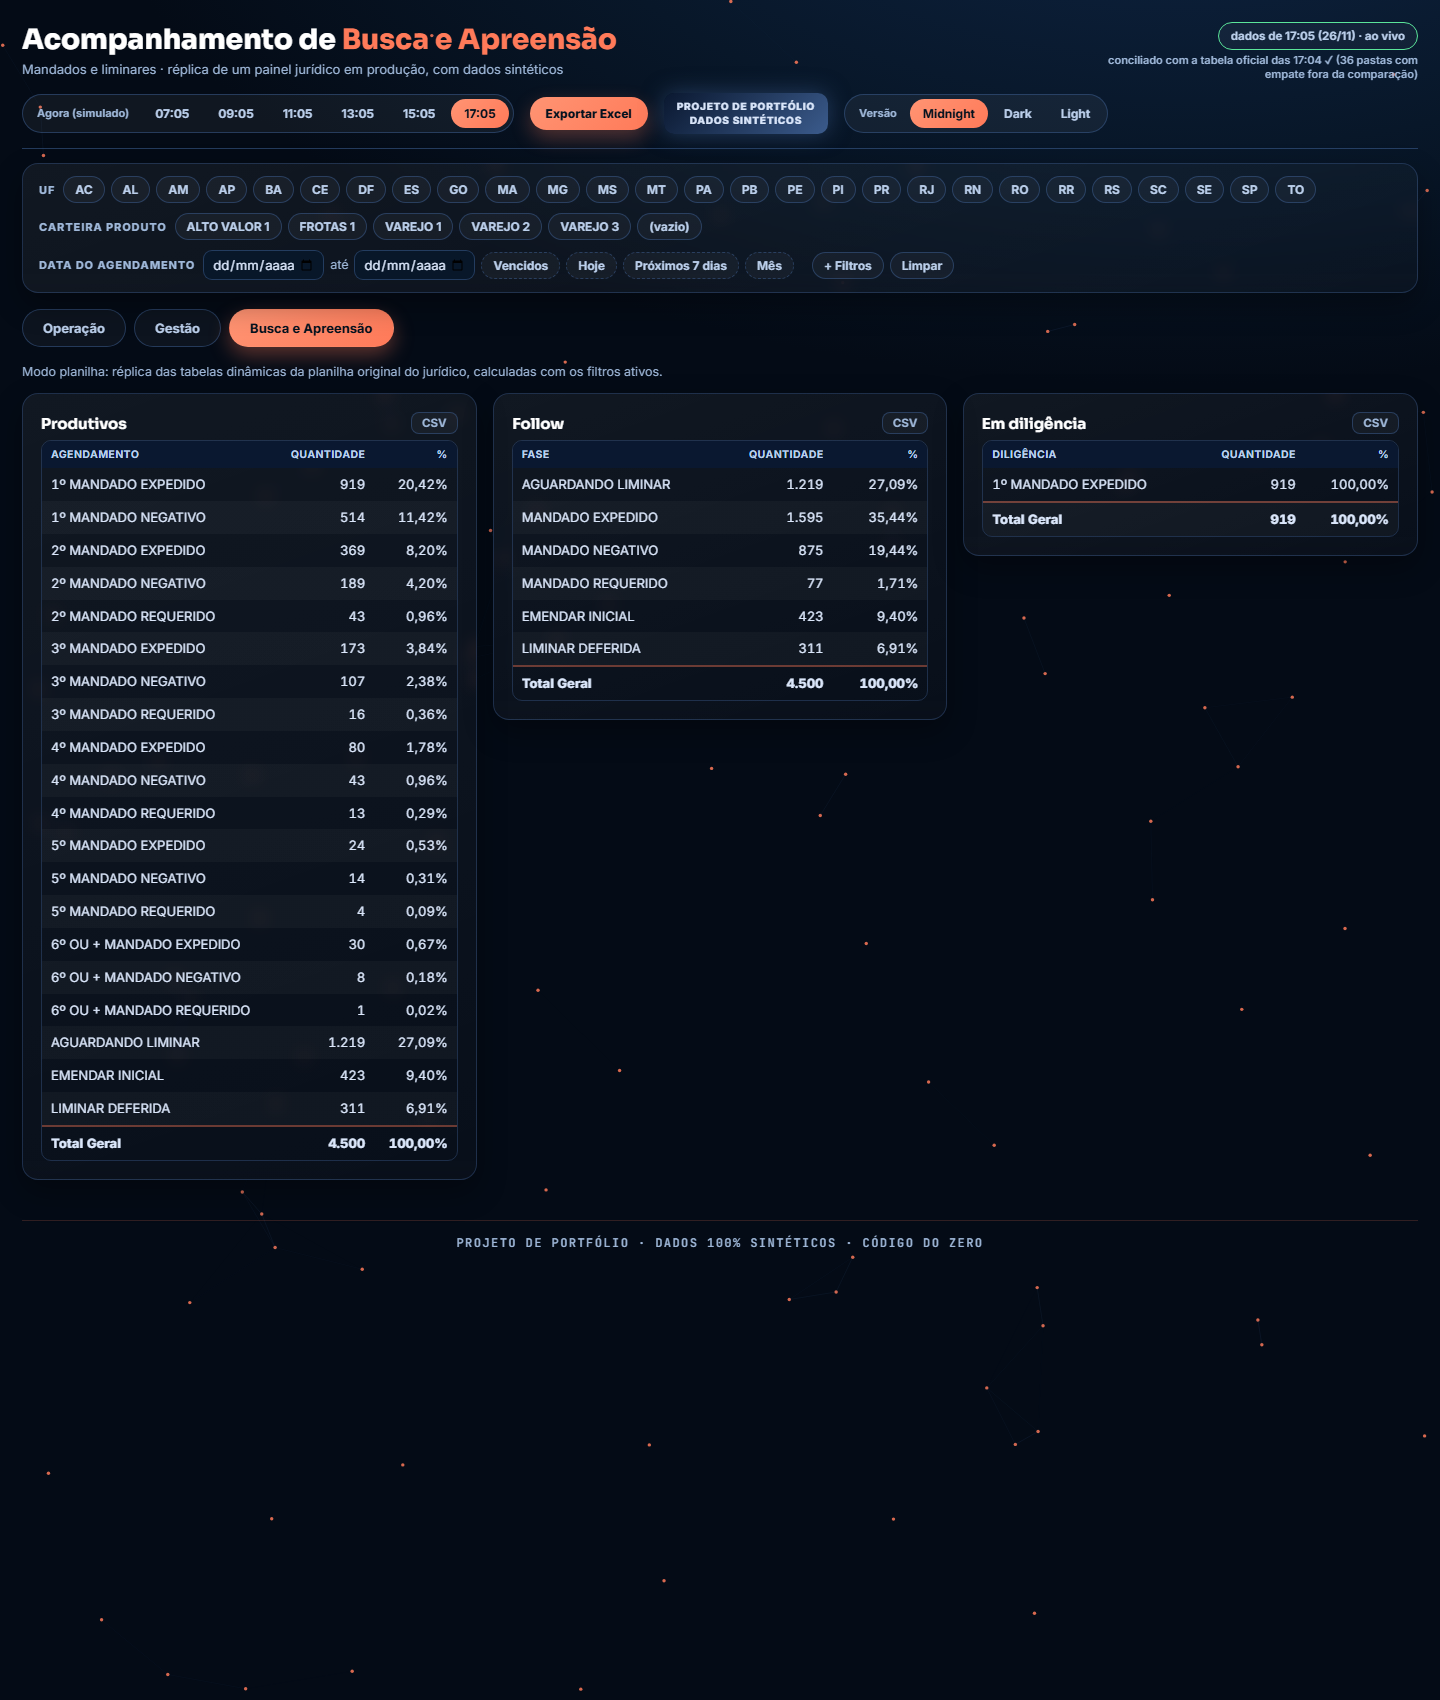 Acompanhamento de Busca e Apreensão
Mandados e liminares · réplica de um painel jurídico em produção, com dados sintéticos
dados de 17:05 (26/11) · ao vivo
conciliado com a tabela oficial das 17:04 ✓ (36 pastas com
empate fora da comparação)
Agora (simulado) 07:05 09:05 11:05 13:05 15:05 17:05
Exportar Excel
PROJETO DE PORTFÓLIO
DADOS SINTÉTICOS
Versão Midnight Dark Light
UF AC AL AM AP BA CE DF ES GO MA MG MS MT PA PB PE PI PR RJ RN RO RR RS SC SE SP TO
CARTEIRA PRODUTO ALTO VALOR 1 FROTAS 1 VAREJO 1 VAREJO 2 VAREJO 3 (vazio)
DATA DO AGENDAMENTO dd/mm/aaaa até dd/mm/aaaa Vencidos Hoje Próximos 7 dias Mês + Filtros Limpar
Operação Gestão Busca e Apreensão
Modo planilha: réplica das tabelas dinâmicas da planilha original do jurídico, calculadas com os filtros ativos.
Produtivos CSV
AGENDAMENTO QUANTIDADE %
1º MANDADO EXPEDIDO 919 20,42%
1º MANDADO NEGATIVO 514 11,42%
2º MANDADO EXPEDIDO 369 8,20%
2º MANDADO NEGATIVO 189 4,20%
2º MANDADO REQUERIDO 43 0,96%
3º MANDADO EXPEDIDO 173 3,84%
3º MANDADO NEGATIVO 107 2,38%
3º MANDADO REQUERIDO 16 0,36%
4º MANDADO EXPEDIDO 80 1,78%
4º MANDADO NEGATIVO 43 0,96%
4º MANDADO REQUERIDO 13 0,29%
5º MANDADO EXPEDIDO 24 0,53%
5º MANDADO NEGATIVO 14 0,31%
5º MANDADO REQUERIDO 4 0,09%
6º OU + MANDADO EXPEDIDO 30 0,67%
6º OU + MANDADO NEGATIVO 8 0,18%
6º OU + MANDADO REQUERIDO 1 0,02%
AGUARDANDO LIMINAR 1.219 27,09%
EMENDAR INICIAL 423 9,40%
LIMINAR DEFERIDA 311 6,91%
Total Geral 4.500 100,00%
Follow CSV
FASE QUANTIDADE %
AGUARDANDO LIMINAR 1.219 27,09%
MANDADO EXPEDIDO 1.595 35,44%
MANDADO NEGATIVO 875 19,44%
MANDADO REQUERIDO 77 1,71%
EMENDAR INICIAL 423 9,40%
LIMINAR DEFERIDA 311 6,91%
Total Geral 4.500 100,00%
Em diligência CSV
DILIGÊNCIA QUANTIDADE %
1º MANDADO EXPEDIDO 919 100,00%
Total Geral 919 100,00%
PROJETO DE PORTFÓLIO · DADOS 100% SINTÉTICOS · CÓDIGO DO ZERO